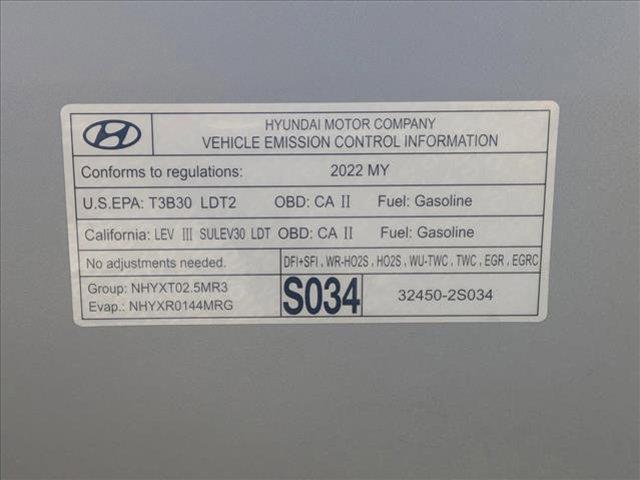 HYUNDAI MOTOR COMPANY
VEHICLE EMISSION CONTROL INFORMATION
Conforms to regulations: 2022 MY
U.S.EPA: T3B30 LDT2 OBD: CA II Fuel: Gasoline
California: LEV III SULEV30 LDT OBD: CA II Fuel: Gasoline
No adjustments needed. DFI+SFI , WR-HO2S , HO2S , WU-TWC , TWC , EGR , EGRC
Group: NHYXT02.5MR3
Evap.: NHYXR0144MRG
S034 32450-2S034